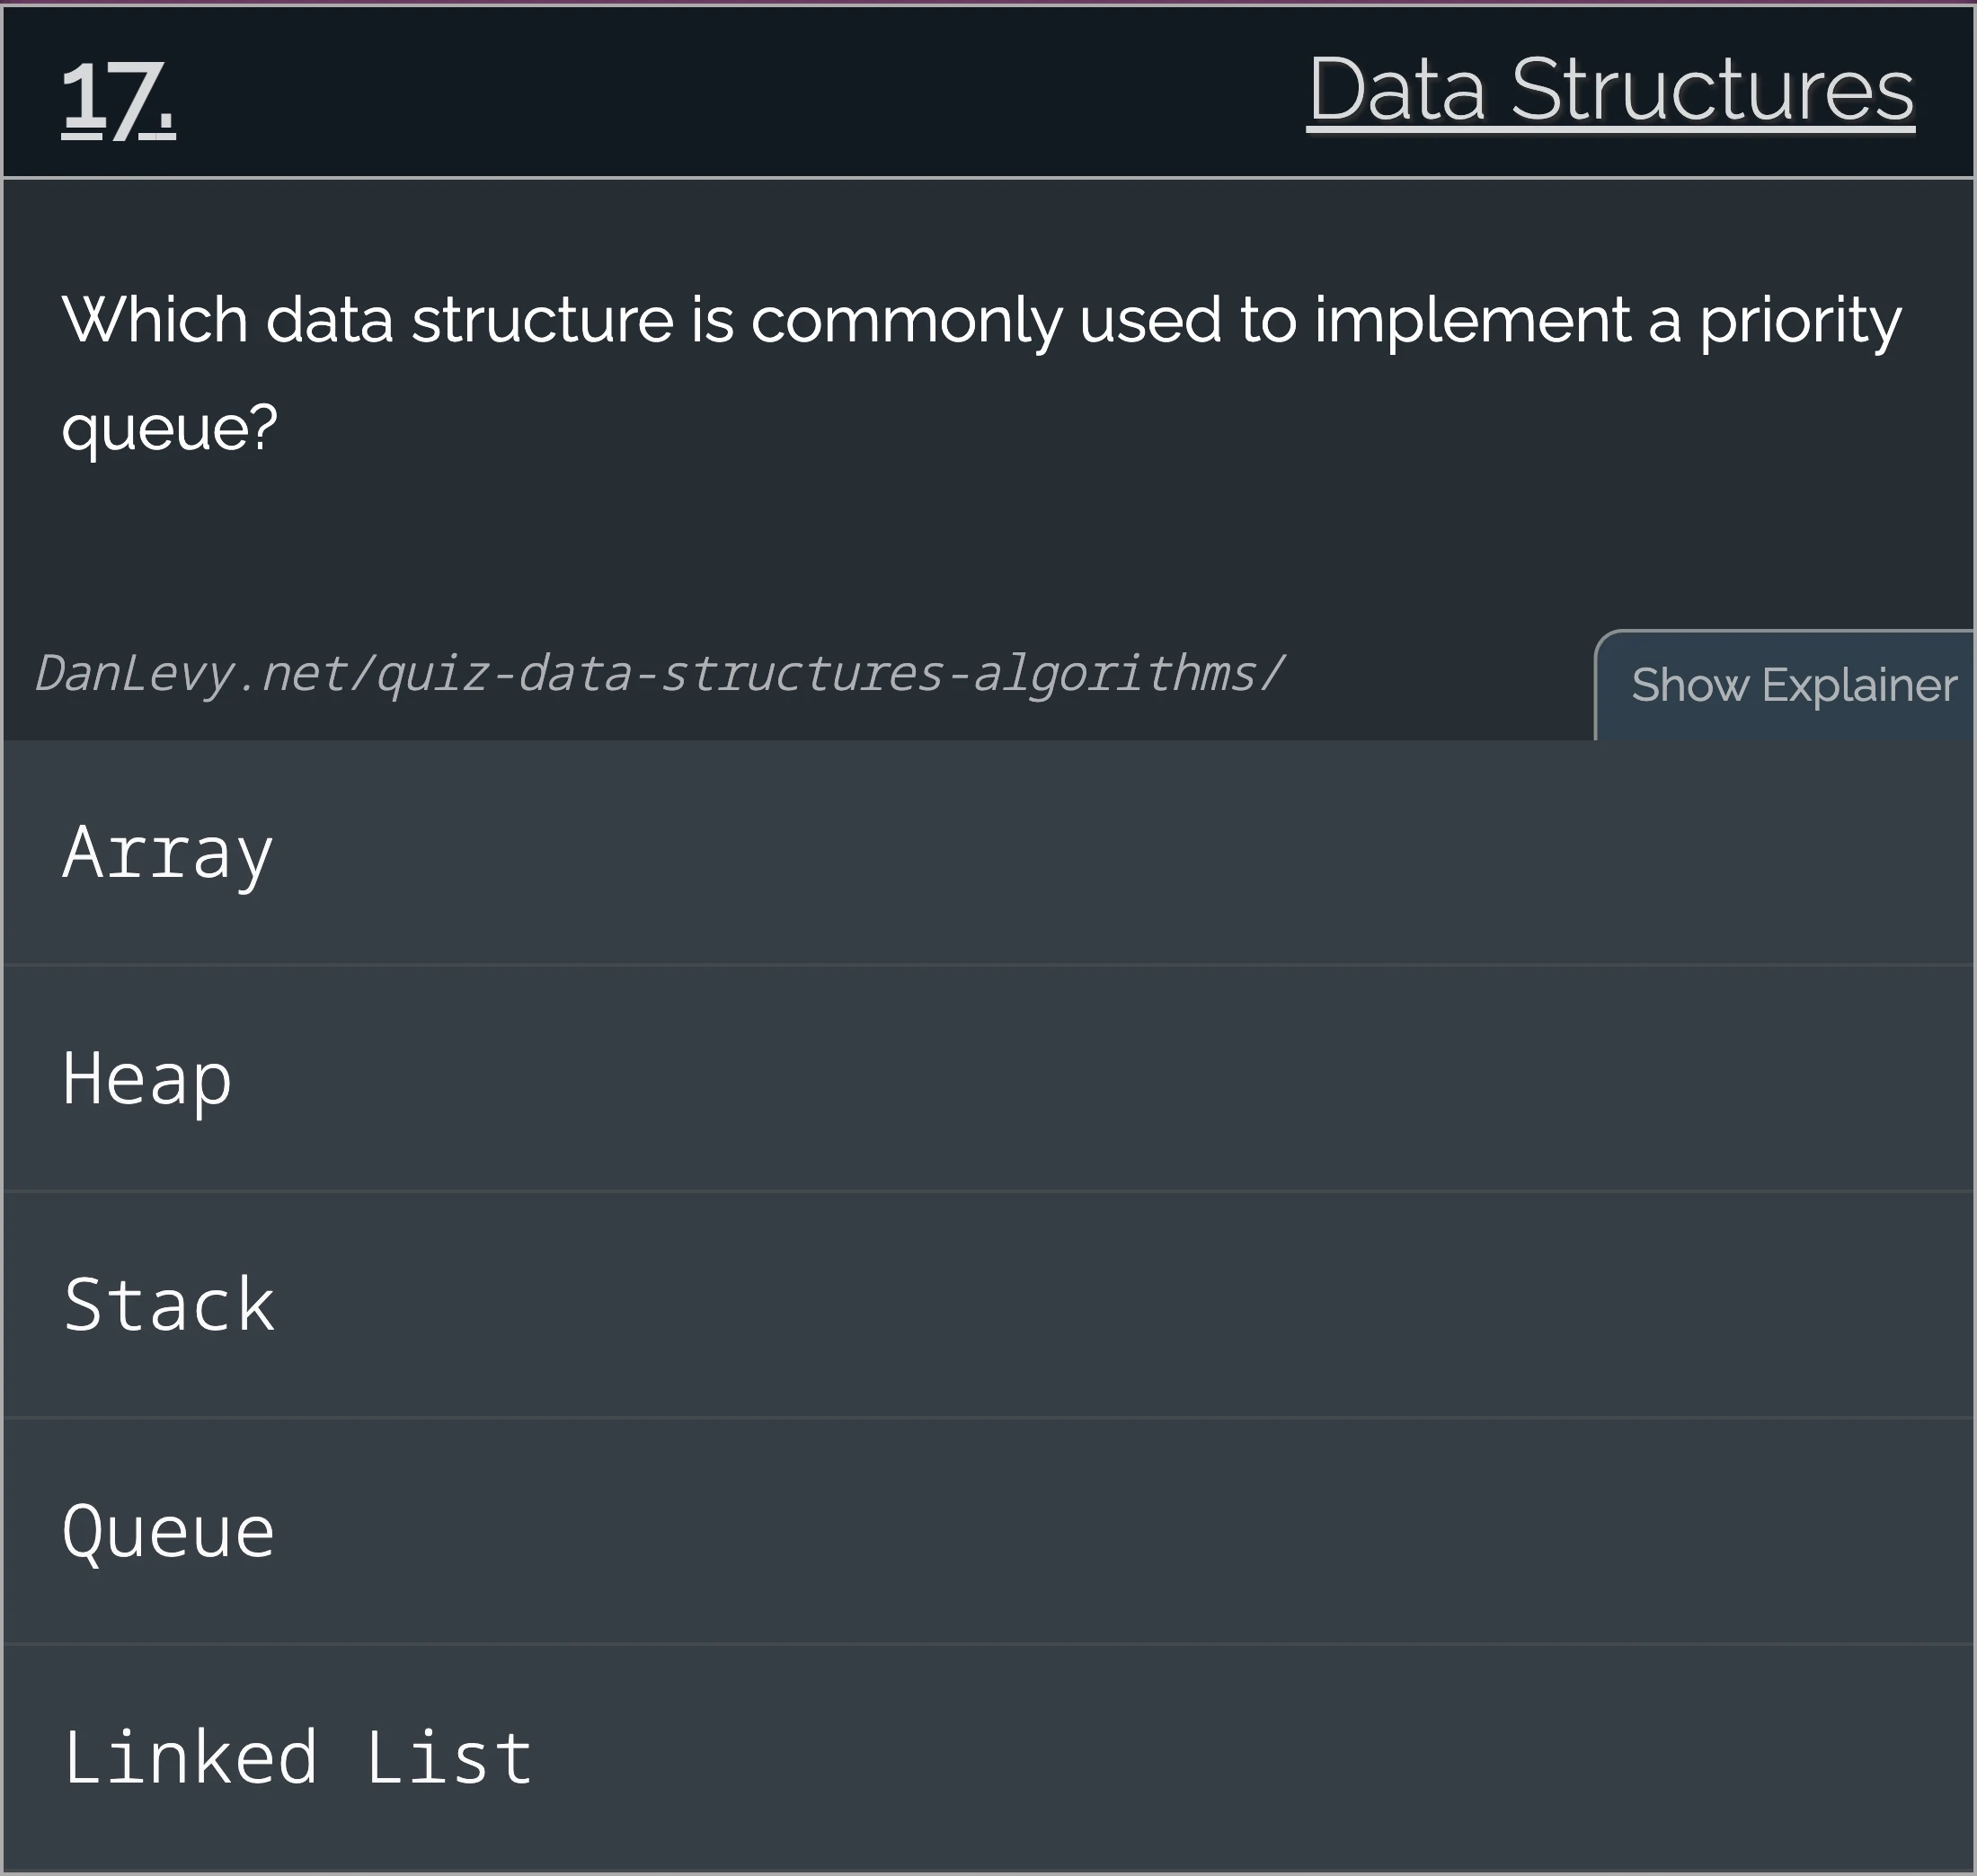 17.
Data Structures
Which data structure is commonly used to implement a priority
queue?
DanLevy.net/quiz-data-structures-algorithms/
Show Explainer
Array
Heap
Stack
Queue
Linked List